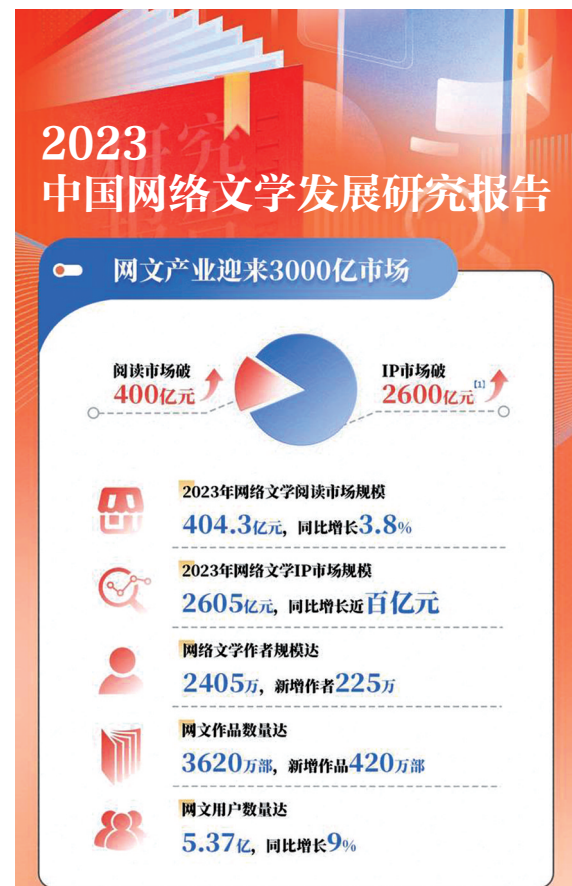 2023
中国网络文学发展研究报告
网文产业迎来3000亿市场
阅读市场破
400亿元
IP市场破
2600亿元[1]
2023年网络文学阅读市场规模
404.3亿元，同比增长3.8%
2023年网络文学IP市场规模
2605亿元，同比增长近百亿元
网络文学作者规模达
2405万，新增作者225万
网文作品数量达
3620万部，新增作品420万部
网文用户数量达
5.37亿，同比增长9%